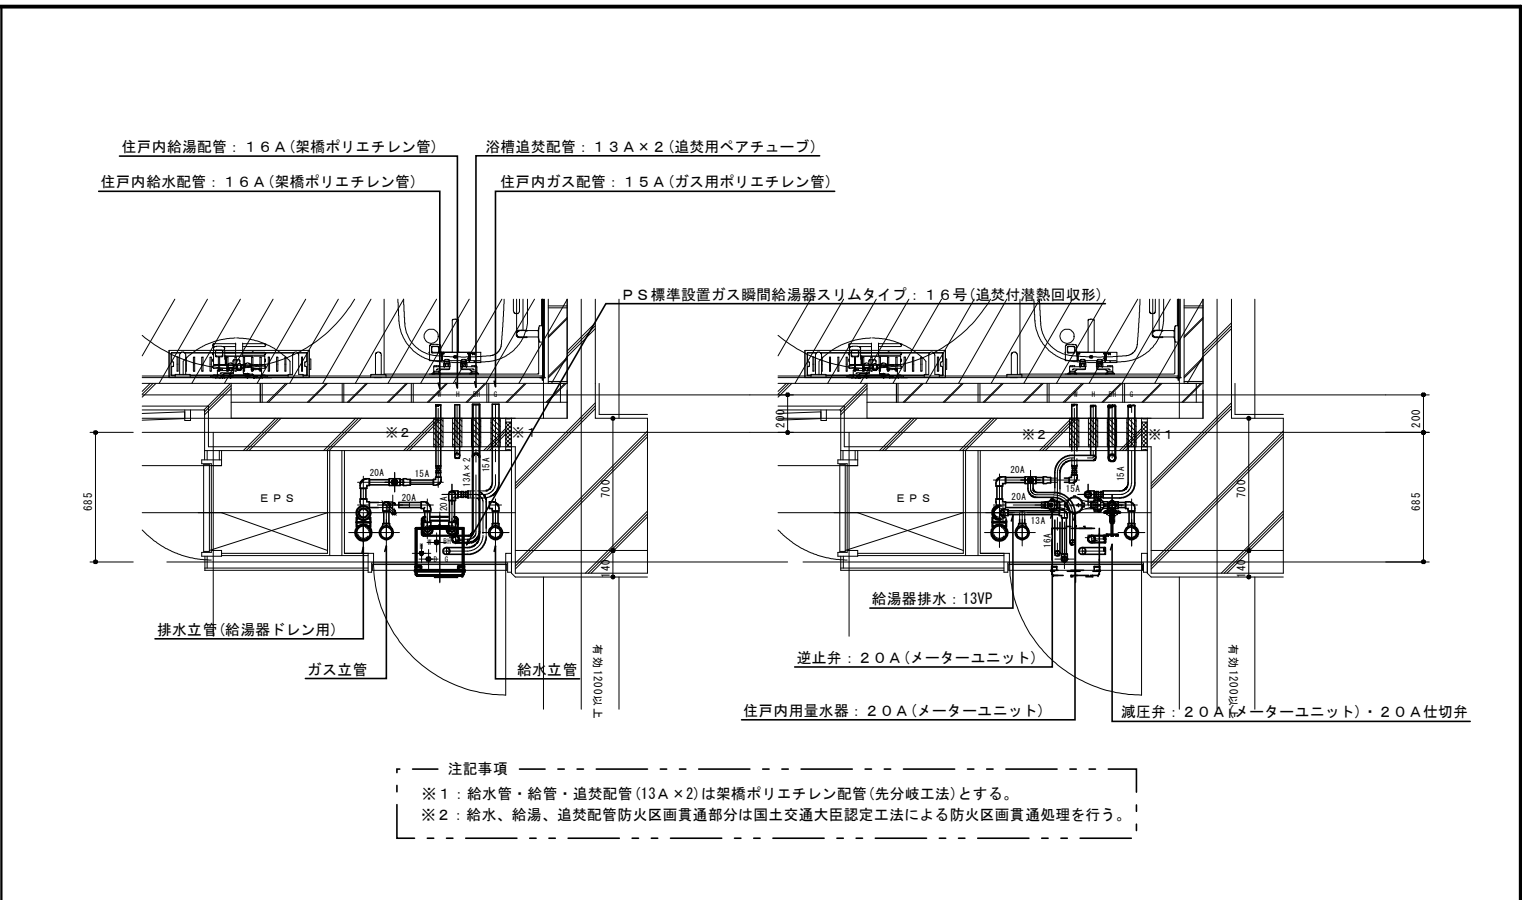 住戸内給湯配管：１６Ａ(架橋ポリエチレン管)
浴槽追焚配管：１３Ａ×２(追焚用ペアチューブ)
住戸内給水配管：１６Ａ(架橋ポリエチレン管)
住戸内ガス配管：１５Ａ(ガス用ポリエチレン管)
ＰＳ標準設置ガス瞬間給湯器スリムタイプ：１６号(追焚付潜熱回収形)
W
H
OH
G
W
H
OH
G
200
200
※２
※１
※２
※１
20A
15A
13A×2
15A
20A
15A
15A
ＥＰＳ
20A
20A
ＥＰＳ
20A
13A
16A
685
700
140
700
140
685
給湯器排水：13VP
排水立管(給湯器ドレン用)
ガス立管
給水立管
逆止弁：２０Ａ(メーターユニット)
有効1200以上
有効1200以上
住戸内用量水器：２０Ａ(メーターユニット)
減圧弁：２０Ａ(メーターユニット)・２０Ａ仕切弁
注記事項
※１：給水管・給管・追焚配管(13Ａ×2)は架橋ポリエチレン配管(先分岐工法)とする。
※２：給水、給湯、追焚配管防火区画貫通部分は国土交通大臣認定工法による防火区画貫通処理を行う。